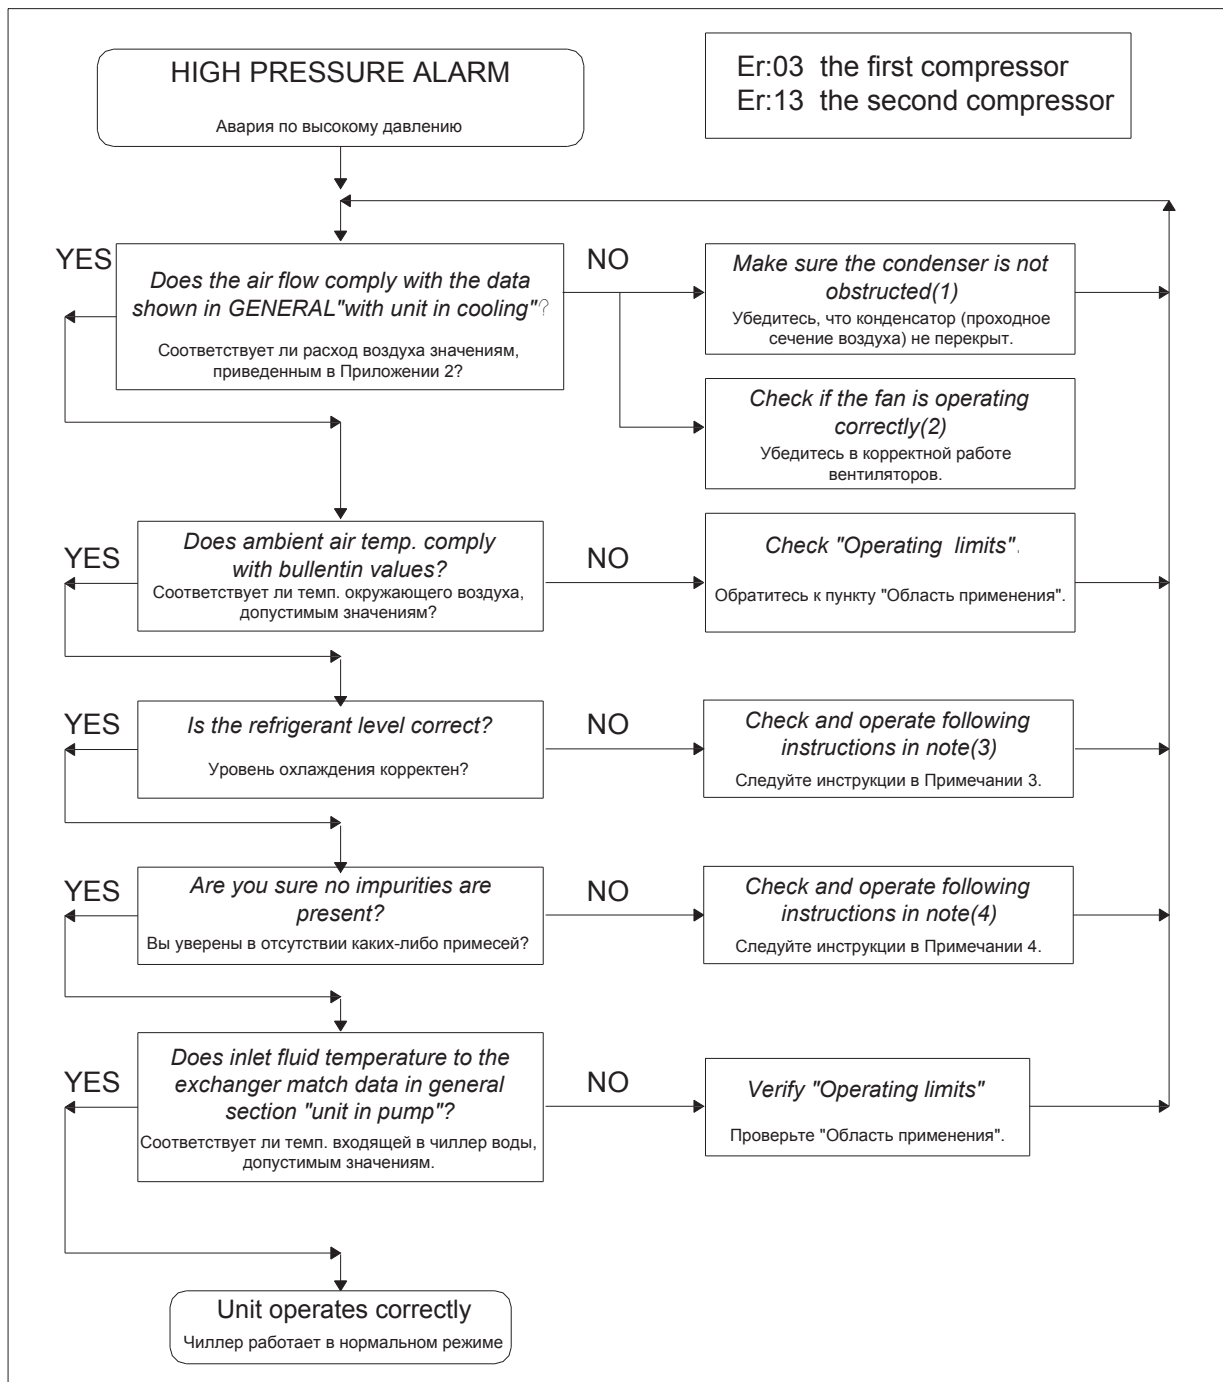 HIGH PRESSURE ALARM
Авария по высокому давлению
Er:03 the first compressor
Er:13 the second compressor
YES
Does the air flow comply with the data
shown in GENERAL"with unit in cooling"?
Соответствует ли расход воздуха значениям,
приведенным в Приложении 2?
NO
Make sure the condenser is not
obstructed(1)
Убедитесь, что конденсатор (проходное
сечение воздуха) не перекрыт.
Check if the fan is operating
correctly(2)
Убедитесь в корректной работе
вентиляторов.
YES
Does ambient air temp. comply
with bullentin values?
Соответствует ли темп. окружающего воздуха,
допустимым значениям?
NO
Check "Operating limits".
Обратитесь к пункту "Область применения".
YES
Is the refrigerant level correct?
Уровень охлаждения корректен?
NO
Check and operate following
instructions in note(3)
Следуйте инструкции в Примечании 3.
YES
Are you sure no impurities are
present?
Вы уверены в отсутствии каких-либо примесей?
NO
Check and operate following
instructions in note(4)
Следуйте инструкции в Примечании 4.
YES
Does inlet fluid temperature to the
exchanger match data in general
section "unit in pump"?
Соответствует ли темп. входящей в чиллер воды,
допустимым значениям.
NO
Verify "Operating limits"
Проверьте "Область применения".
Unit operates correctly
Чиллер работает в нормальном режиме